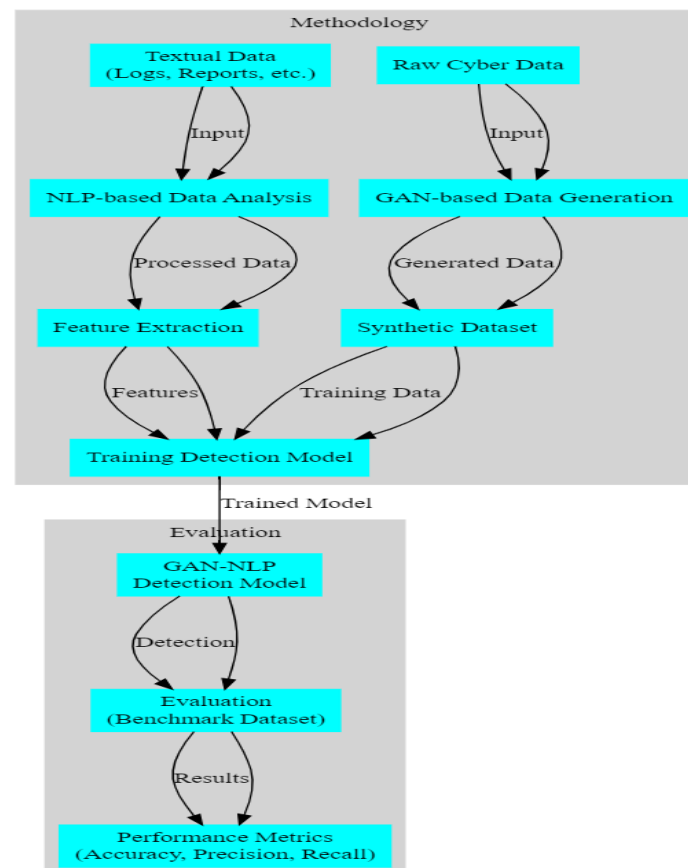 Methodology
Textual Data
(Logs, Reports, etc.)
Raw Cyber Data
Input
Input
NLP-based Data Analysis
GAN-based Data Generation
Processed Data
Generated Data
Feature Extraction
Synthetic Dataset
Features
Training Data
Training Detection Model
Trained Model
Evaluation
GAN-NLP
Detection Model
Detection
Evaluation
(Benchmark Dataset)
Results
Performance Metrics
(Accuracy, Precision, Recall)